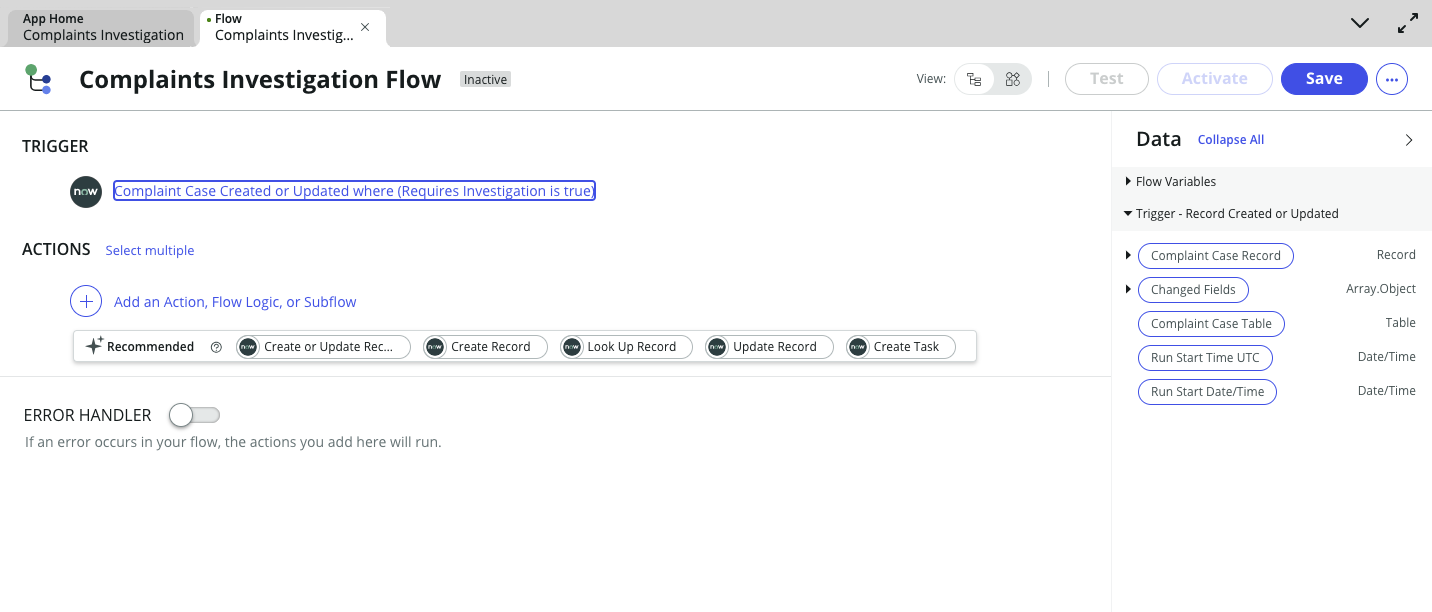 App Home
Complaints Investigation
Flow
Complaints Investig...
Complaints Investigation Flow
Inactive
View:
Test
Activate
Save
TRIGGER
now
Complaint Case Created or Updated where (Requires Investigation is true)
ACTIONS
Select multiple
Add an Action, Flow Logic, or Subflow
Recommended
now Create or Update Rec...
now Create Record
now Look Up Record
now Update Record
now Create Task
ERROR HANDLER
If an error occurs in your flow, the actions you add here will run.
Data
Collapse All
Flow Variables
Trigger - Record Created or Updated
Complaint Case Record Record
Changed Fields Array.Object
Complaint Case Table Table
Run Start Time UTC Date/Time
Run Start Date/Time Date/Time